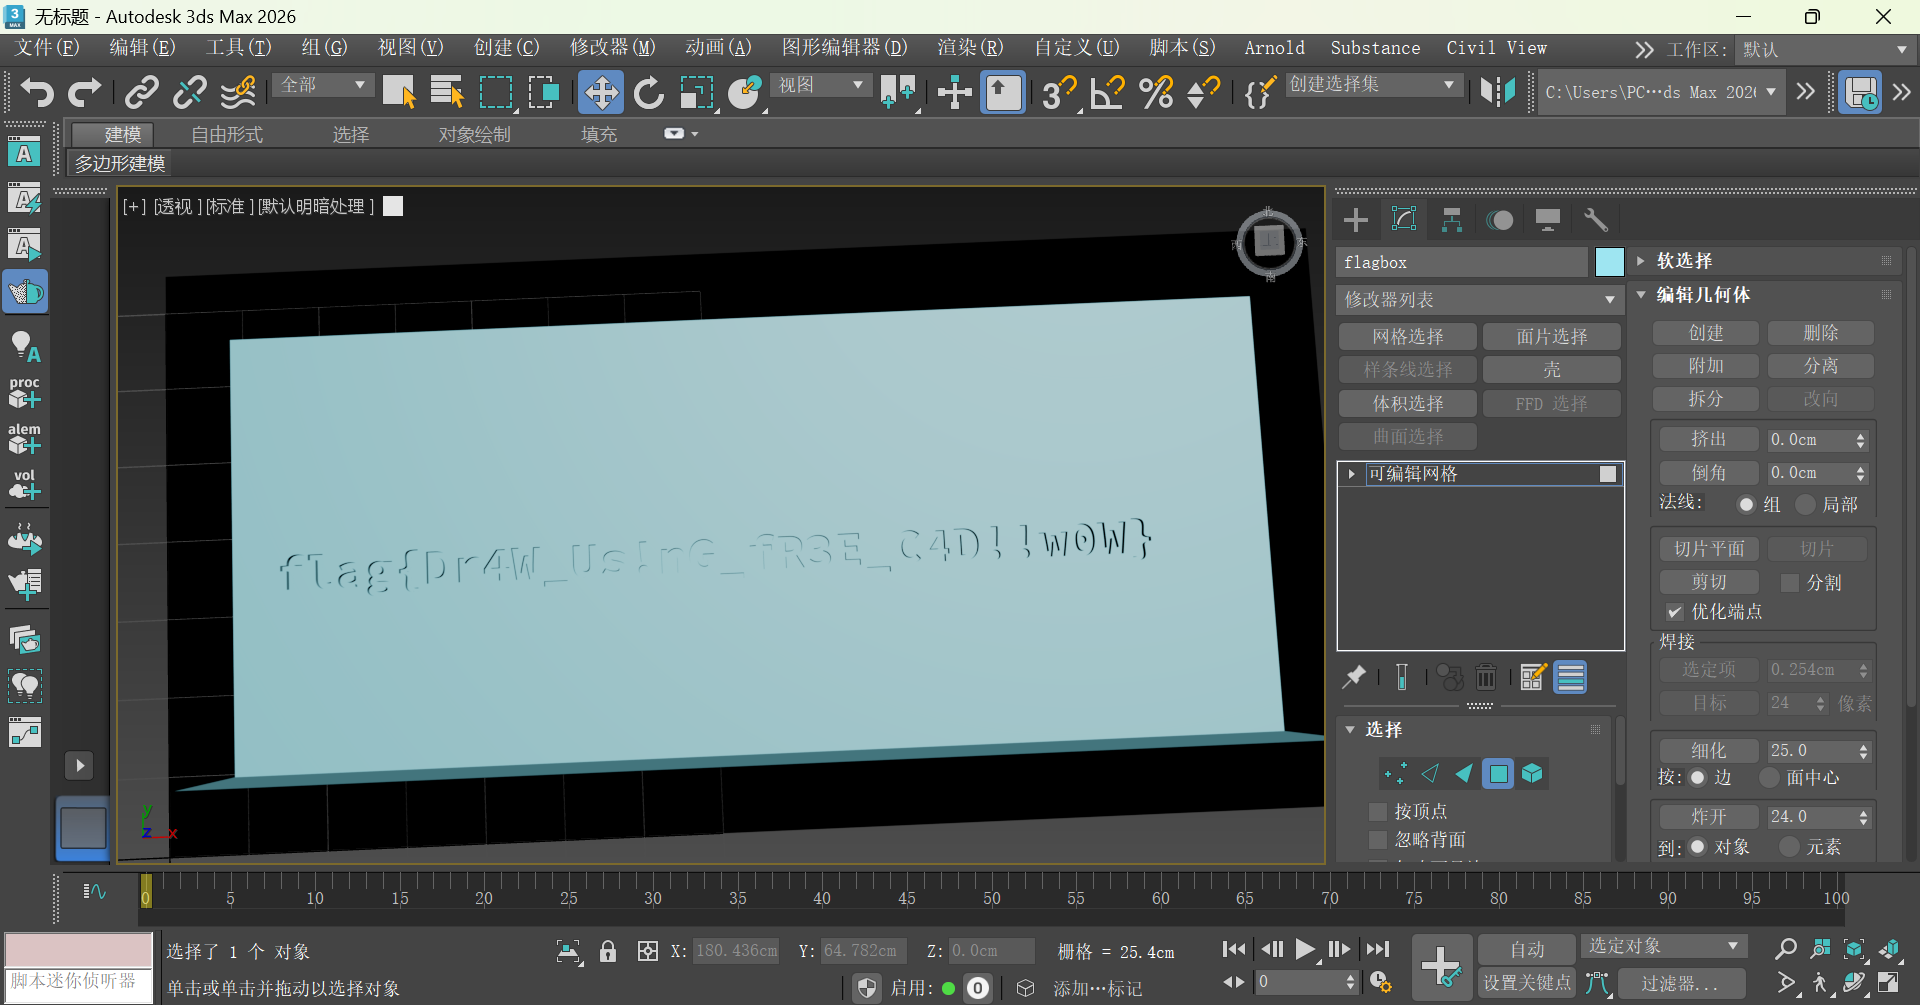 无标题 - Autodesk 3ds Max 2026
文件(F) 编辑(E) 工具(T) 组(G) 视图(V) 创建(C) 修改器(M) 动画(A) 图形编辑器(D) 渲染(R) 自定义(U) 脚本(S) Arnold Substance Civil View 工作区: 默认
全部 视图 创建选择集 C:\Users\PC…ds Max 2026
建模 自由形式 选择 对象绘制 填充
多边形建模
[+] [透视 ] [标准 ] [默认明暗处理 ]
北
西 上 东
南
flag{Dr4W_Us!nG_fR3E_C4D!!w0W}
y
z x
proc
alem
vol
flagbox
修改器列表
网格选择 面片选择
样条线选择 壳
体积选择 FFD 选择
曲面选择
可编辑网格
选择
按顶点
忽略背面
软选择
编辑几何体
创建 删除
附加 分离
拆分 改向
挤出 0.0cm
倒角 0.0cm
法线: 组 局部
切片平面 切片
剪切 分割
优化端点
焊接
选定项 0.254cm
目标 24 像素
细化 25.0
按: 边 面中心
炸开 24.0
到: 对象 元素
0 5 10 15 20 25 30 35 40 45 50 55 60 65 70 75 80 85 90 95 100
选择了 1 个 对象 X: 180.436cm Y: 64.782cm Z: 0.0cm 栅格 = 25.4cm 自动 选定对象
脚本迷你侦听器 单击或单击并拖动以选择对象 启用: 0 添加…标记 0 设置关键点 过滤器...